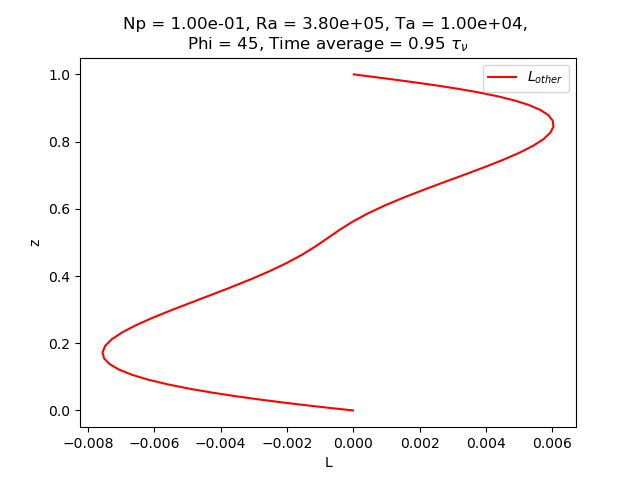 Np = 1.00e-01, Ra = 3.80e+05, Ta = 1.00e+04,
Phi = 45, Time average = 0.95 τν
L_other
1.0
0.8
0.6
0.4
0.2
0.0
z
−0.008 −0.006 −0.004 −0.002 0.000 0.002 0.004 0.006
L